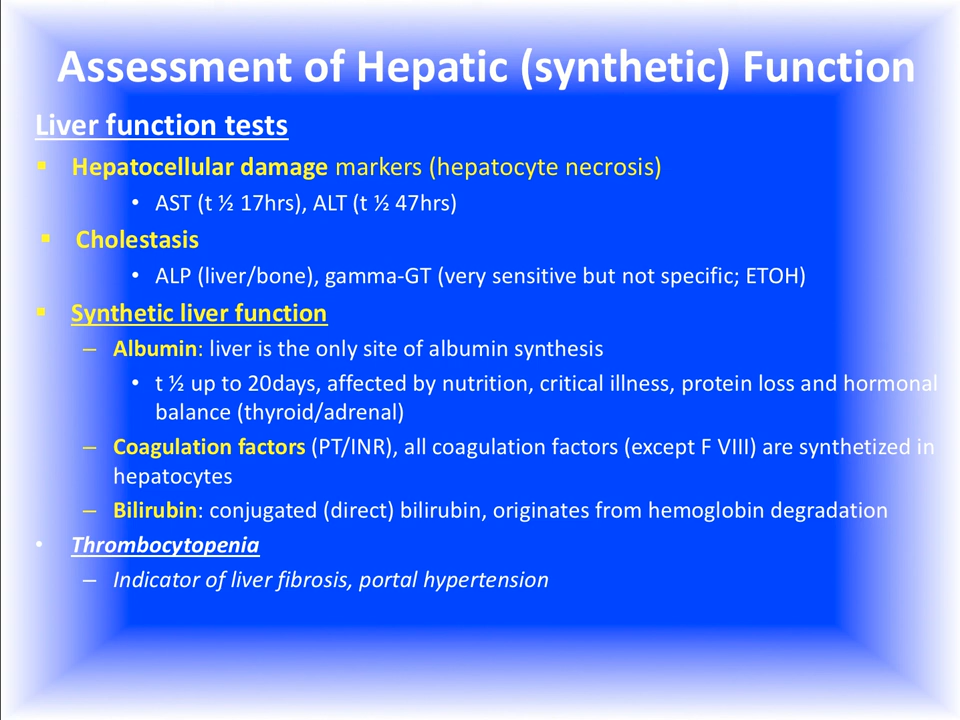 Assessment of Hepatic (synthetic) Function
Liver function tests
▪ Hepatocellular damage markers (hepatocyte necrosis)
• AST (t ½ 17hrs), ALT (t ½ 47hrs)
▪ Cholestasis
• ALP (liver/bone), gamma-GT (very sensitive but not specific; ETOH)
▪ Synthetic liver function
– Albumin: liver is the only site of albumin synthesis
• t ½ up to 20days, affected by nutrition, critical illness, protein loss and hormonal
balance (thyroid/adrenal)
– Coagulation factors (PT/INR), all coagulation factors (except F VIII) are synthetized in
hepatocytes
– Bilirubin: conjugated (direct) bilirubin, originates from hemoglobin degradation
• Thrombocytopenia
– Indicator of liver fibrosis, portal hypertension